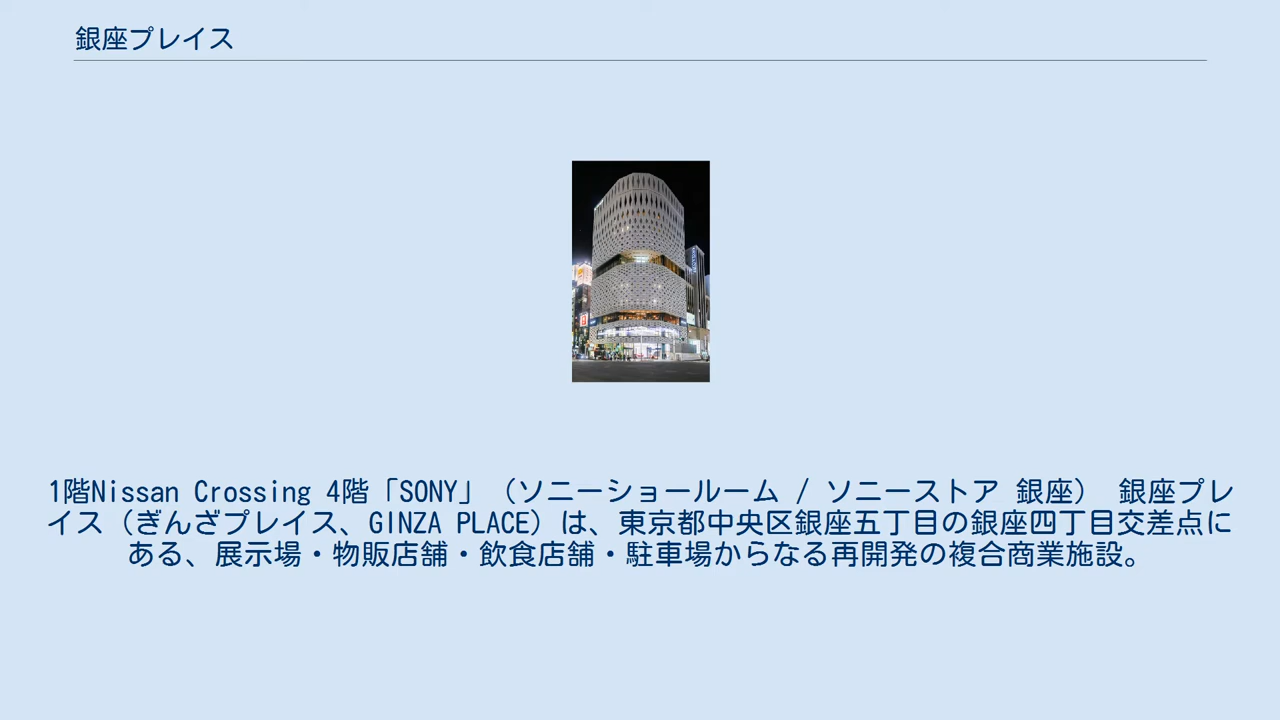 銀座プレイス
1階Nissan Crossing 4階「SONY」（ソニーショールーム / ソニーストア 銀座） 銀座プレ
イス（ぎんざプレイス、GINZA PLACE）は、東京都中央区銀座五丁目の銀座四丁目交差点に
ある、展示場・物販店舗・飲食店舗・駐車場からなる再開発の複合商業施設。